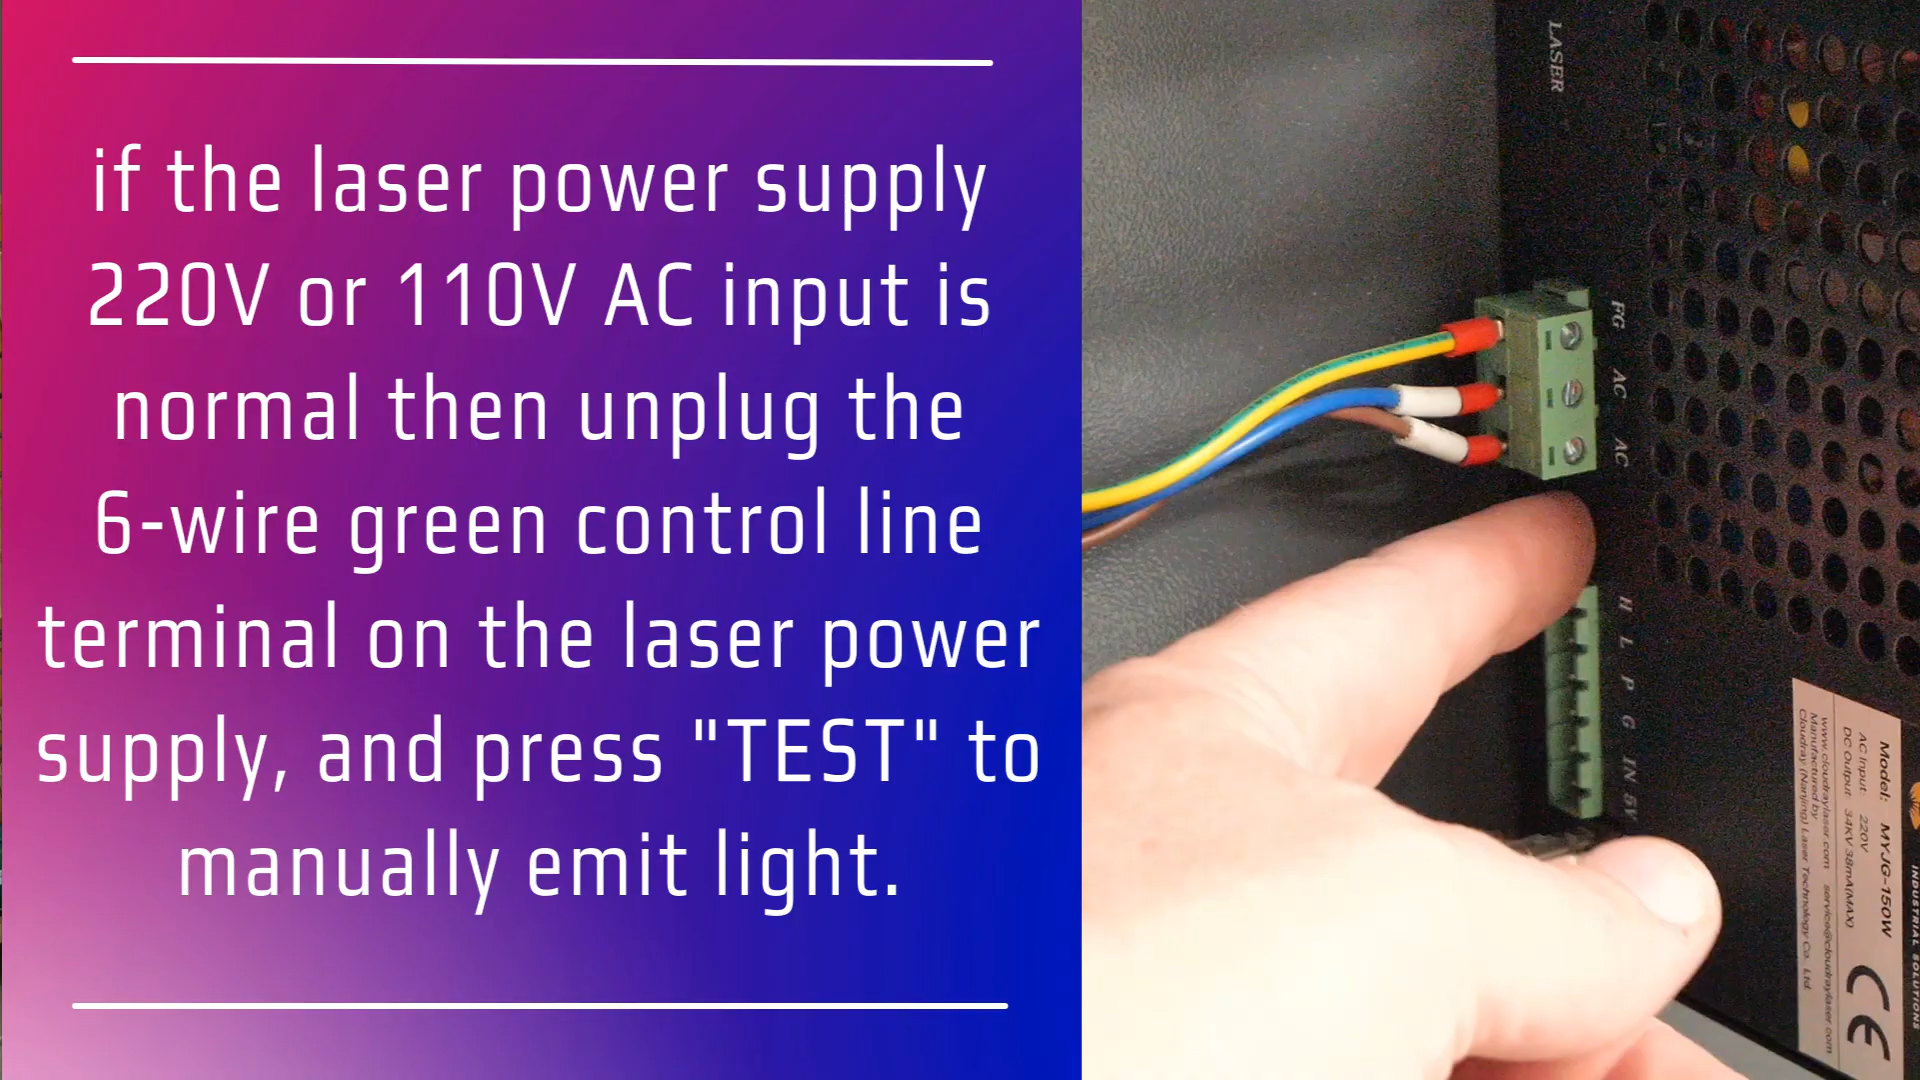 if the laser power supply
220V or 110V AC input is
normal then unplug the
6-wire green control line
terminal on the laser power
supply, and press "TEST" to
manually emit light.
LASER
FG
AC
AC
H
L
P
G
IN
5V
Model: MYJG-150W
AC Input 220V
DC Output 34KV 38mA(MAX)
www.cloudraylaser.com service@cloudraylaser.com
Manufactured by
Cloudray (Nanjing) Laser Technology Co., Ltd.
CE
INDUSTRIAL SOLUTIONS